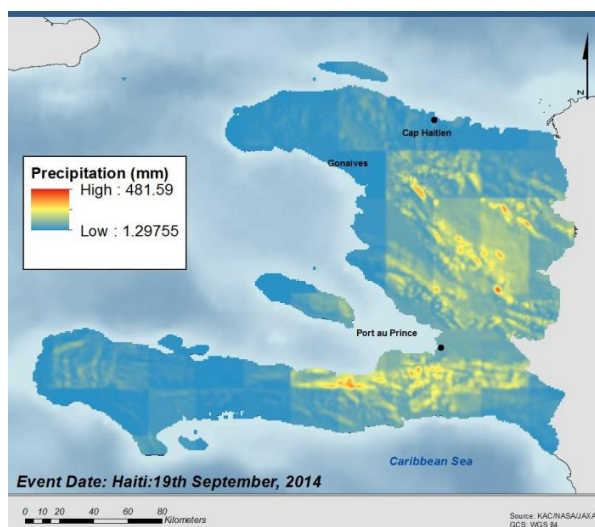 N
Cap Haitien
Gonaives
Precipitation (mm)
High : 481.59
Low : 1.29755
Port au Prince
Caribbean Sea
Event Date: Haiti:19th September, 2014
0 10 20 40 60 80
Kilometers
Source: KAC/NASA/JAXA
GCS: WGS 84